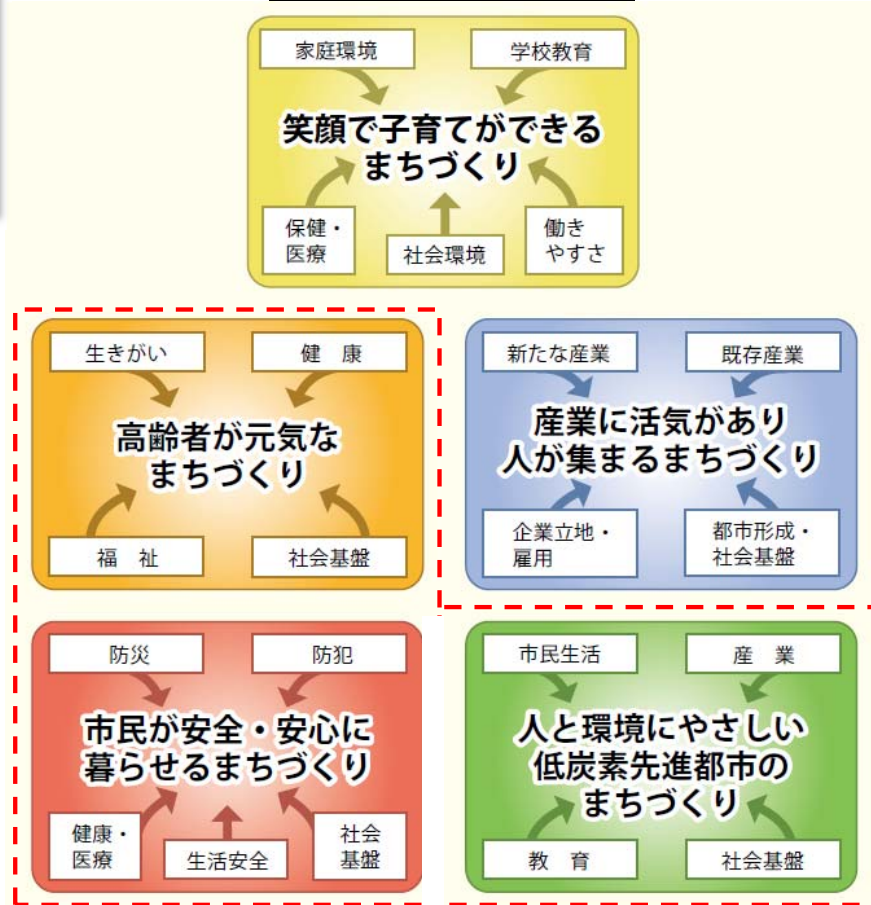 家庭環境
学校教育
笑顔で子育てができる
まちづくり
保健・
医療
社会環境
働き
やすさ
生きがい
健　康
高齢者が元気な
まちづくり
福　祉
社会基盤
新たな産業
既存産業
産業に活気があり
人が集まるまちづくり
企業立地・
雇用
都市形成・
社会基盤
防災
防犯
市民が安全・安心に
暮らせるまちづくり
健康・
医療
生活安全
社会
基盤
市民生活
産　業
人と環境にやさしい
低炭素先進都市の
まちづくり
教　育
社会基盤